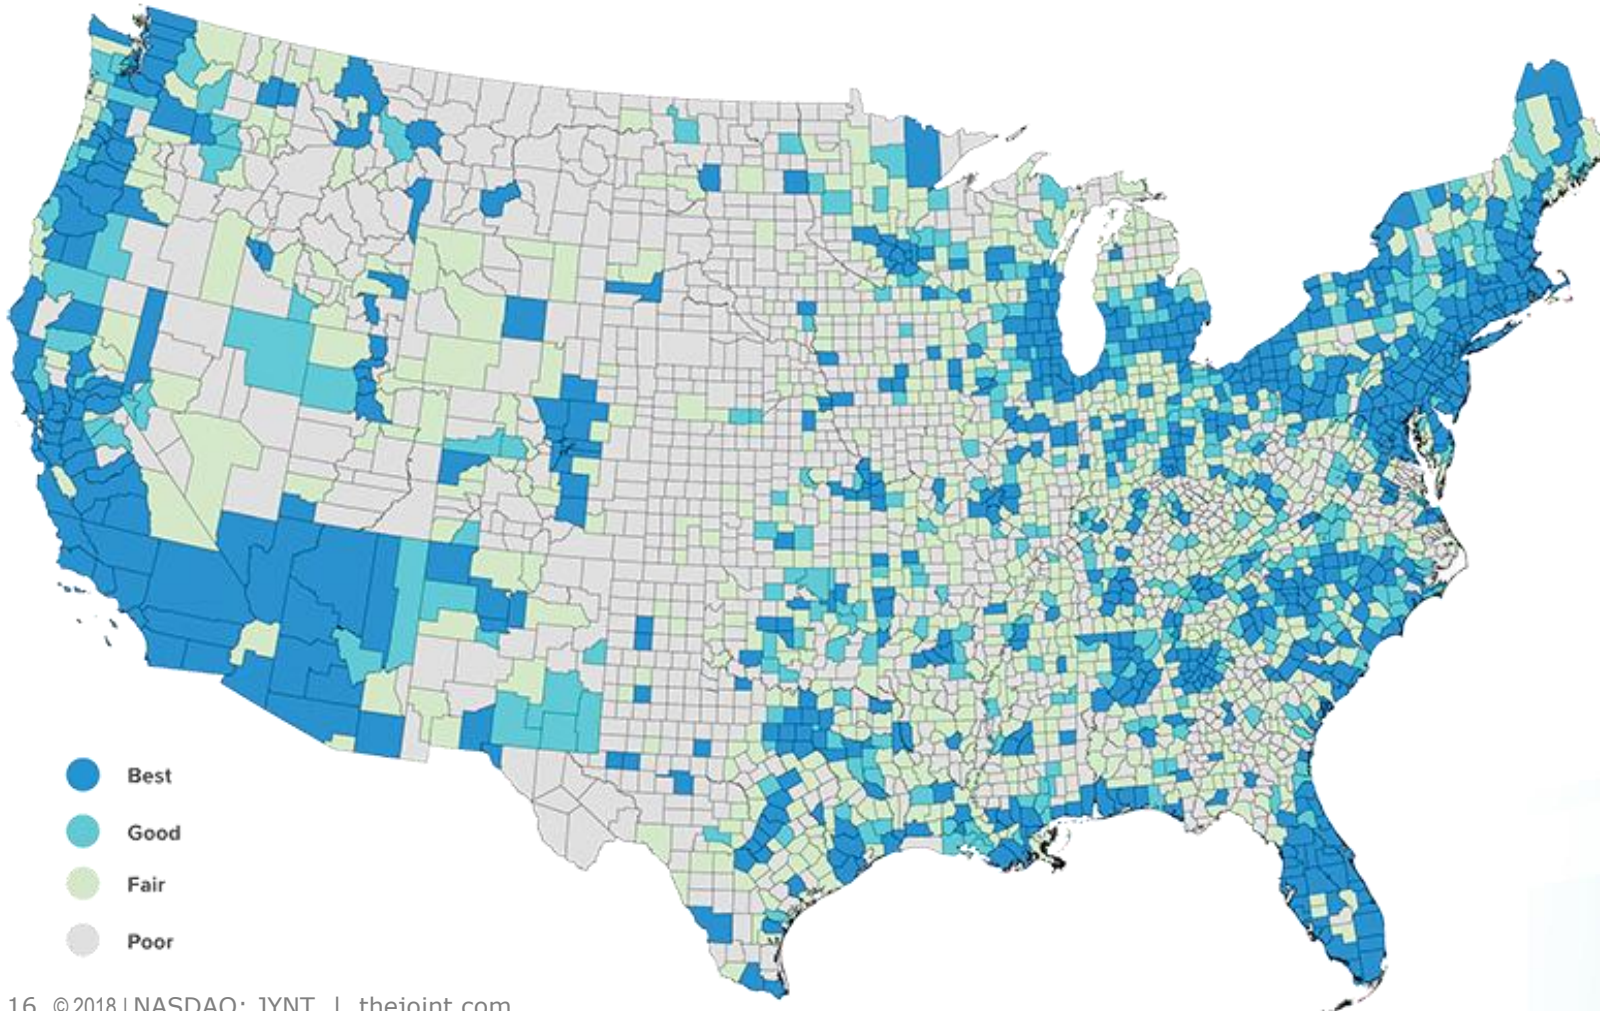 Best
Good
Fair
Poor
16 ©2018 | NASDAQ: JYNT | thejoint.com